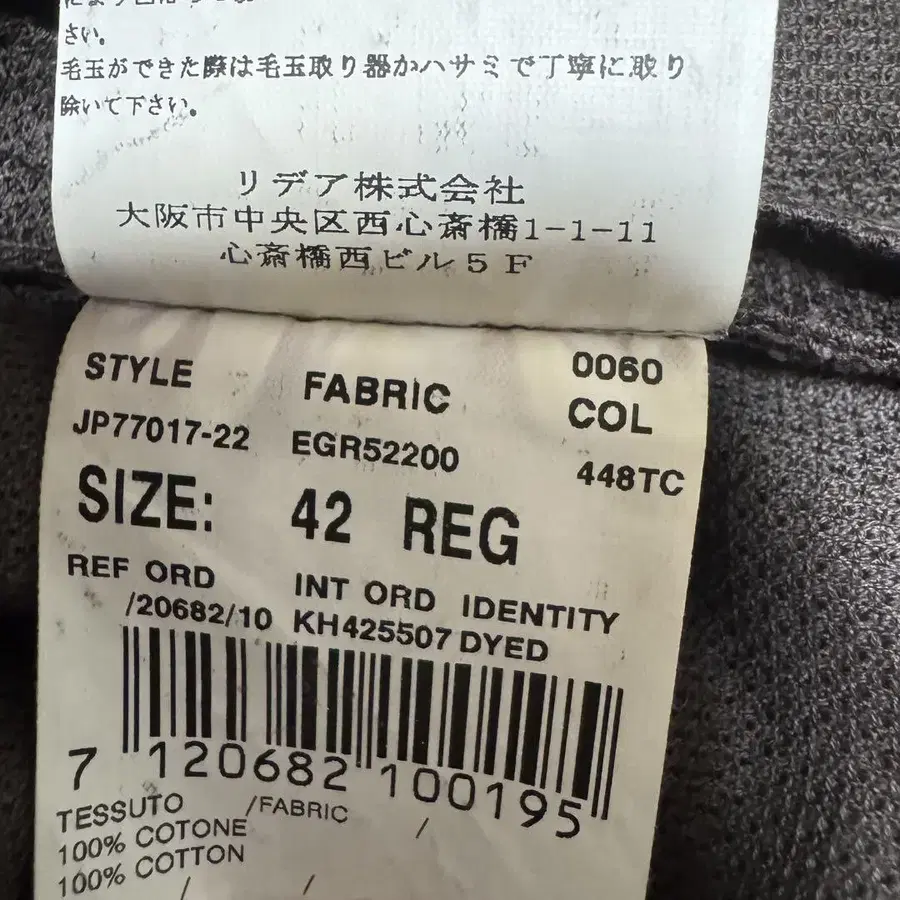 さい。
毛玉ができた際は毛玉取り器かハサミで丁寧に取り
除いて下さい。
リデア株式会社
大阪市中央区西心斎橋1-1-11
心斎橋西ビル5F
STYLE FABRIC 0060
COL
JP77017-22 EGR52200 448TC
SIZE: 42 REG
REF ORD INT ORD IDENTITY
/20682/10 KH425507 DYED
7 120682 100195
TESSUTO /FABRIC
100% COTONE /
100% COTTON
/ /